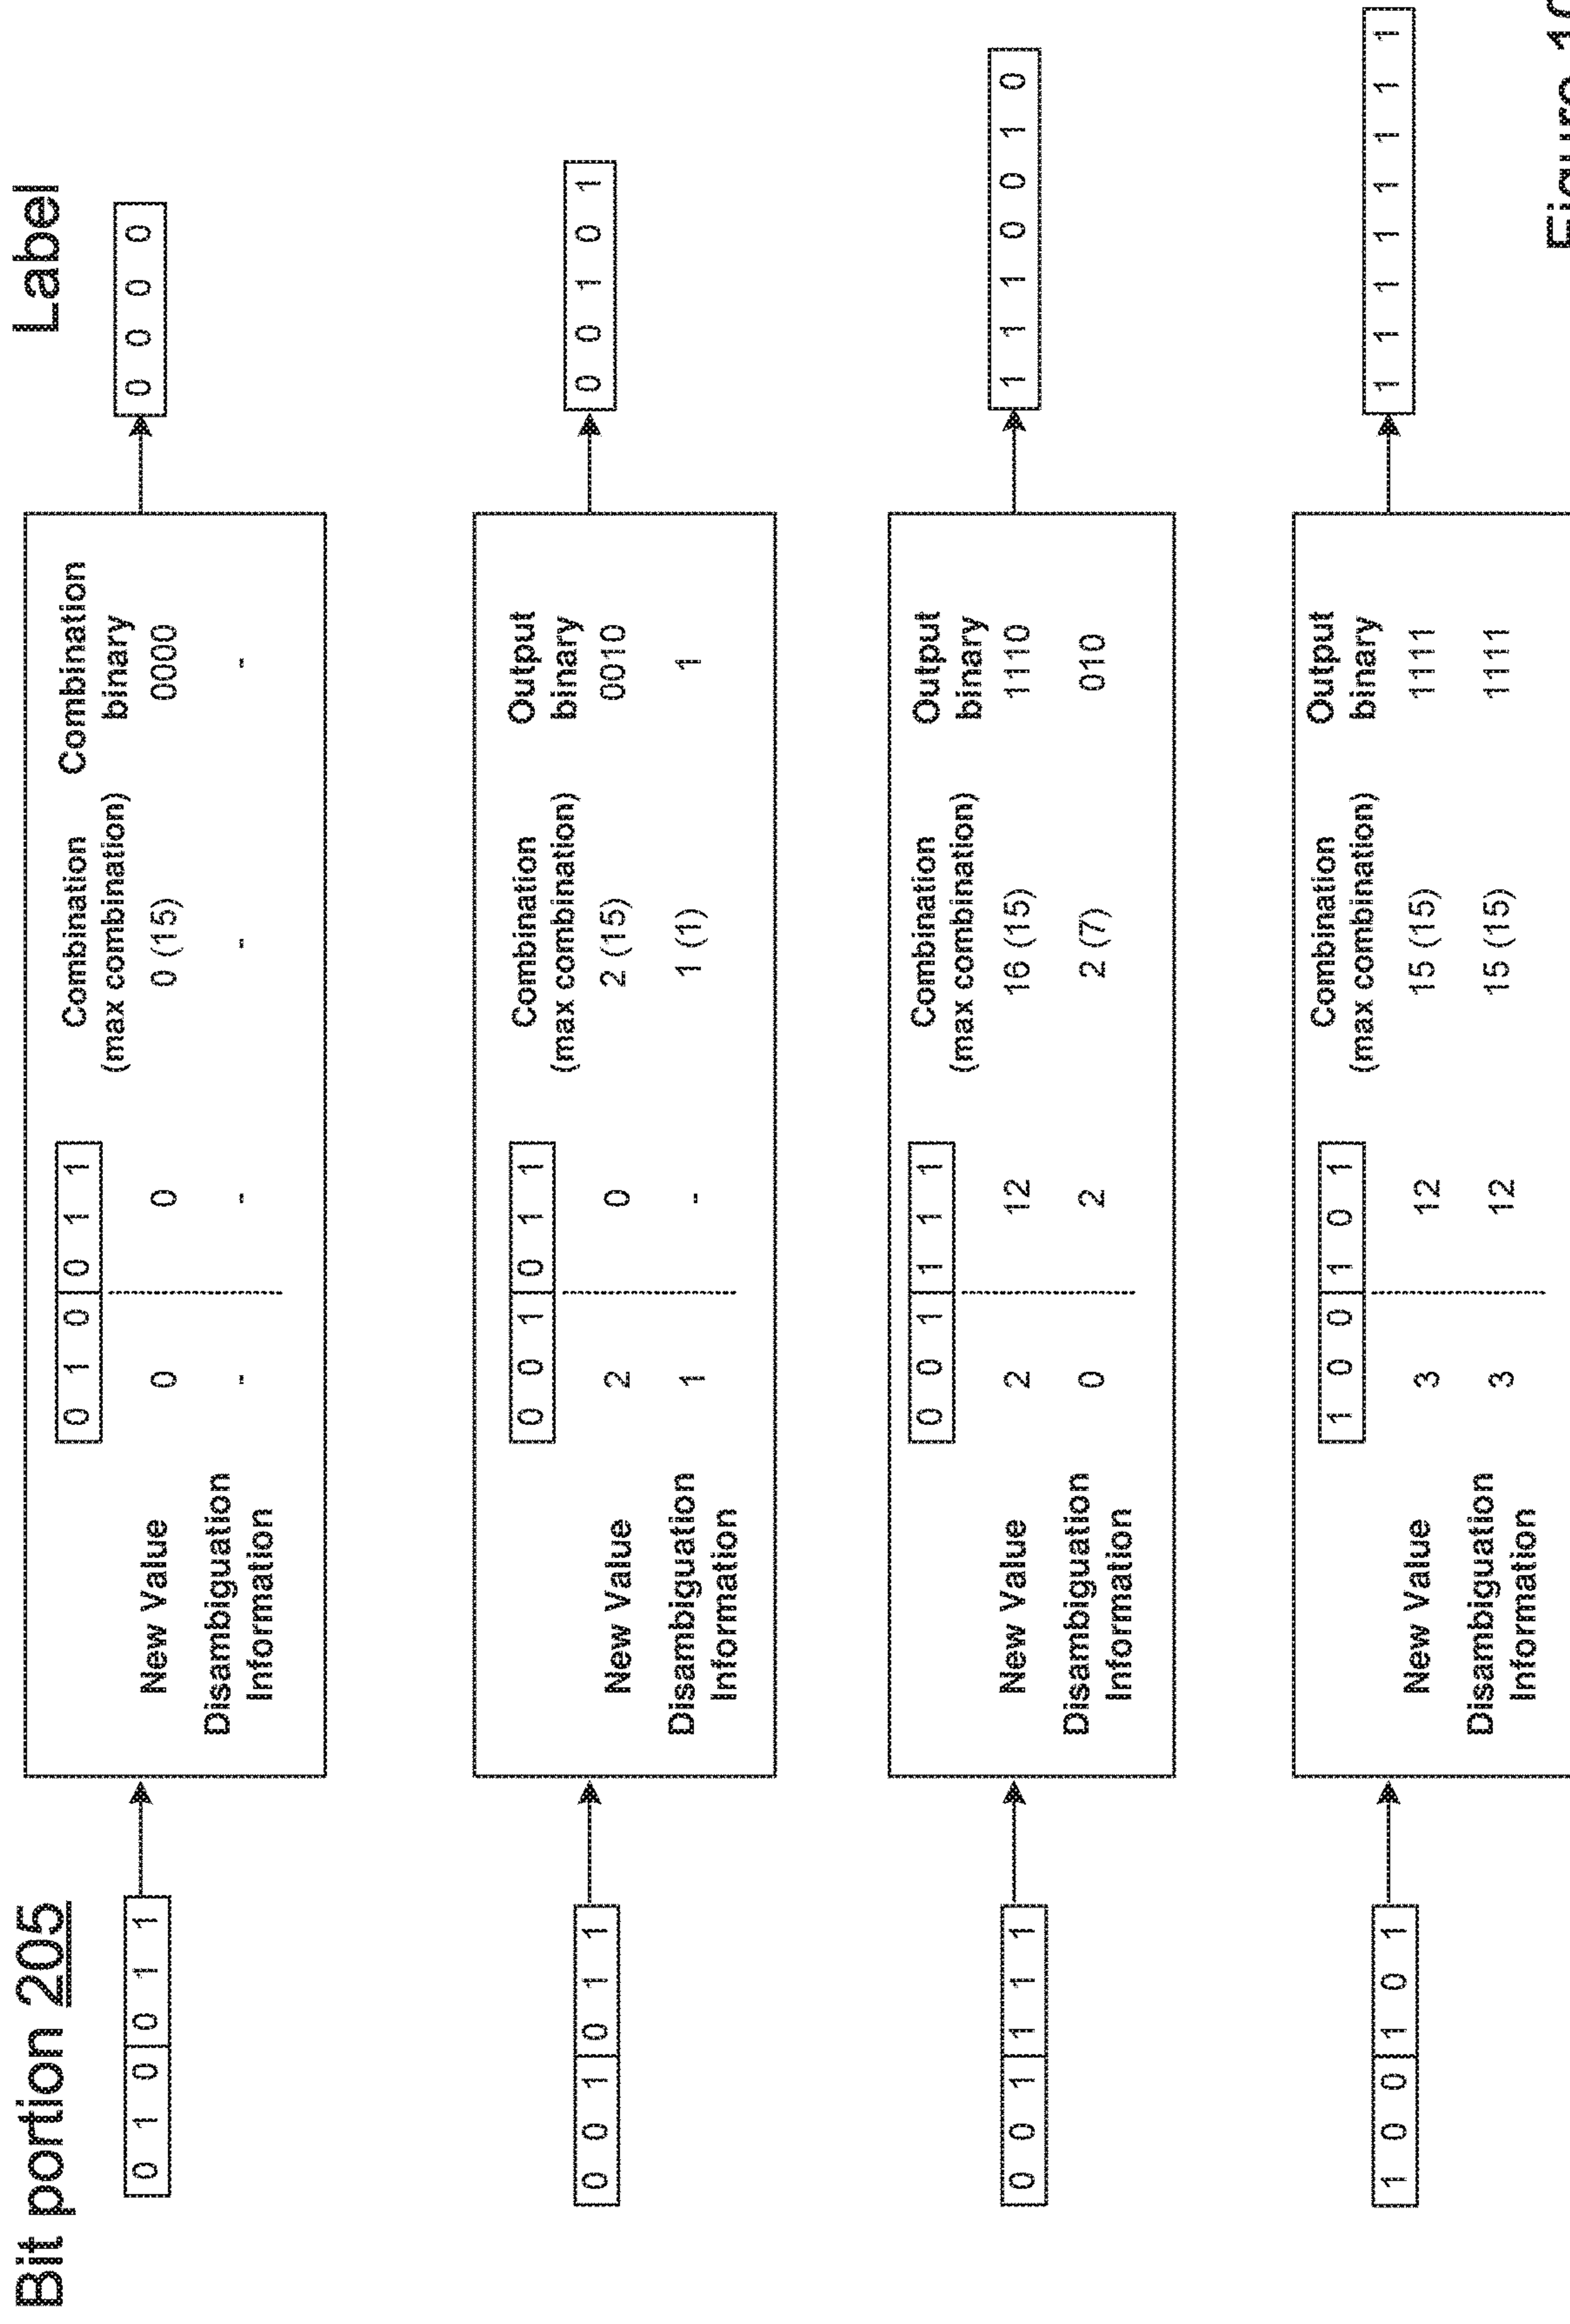 Bit portion 205 Label
0 1 0 0 1 1
0 1 0 0 1 1
Combination (max combination)
Combination binary
New Value 0 0 0 (15) 0000
Disambiguation Information - - - -
0 0 0 0
0 0 1 0 1 1
0 0 1 0 1 1
Combination (max combination)
Output binary
New Value 2 0 2 (15) 0010
Disambiguation Information 1 - 1 (1) 1
0 0 1 0 1
0 0 1 1 1 1
0 0 1 1 1 1
Combination (max combination)
Output binary
New Value 2 12 16 (15) 1110
Disambiguation Information 0 2 2 (7) 010
1 1 1 0 0 1 0
1 0 0 1 0 1
1 0 0 1 0 1
Combination (max combination)
Output binary
New Value 3 12 15 (15) 1111
Disambiguation Information 3 12 15 (15) 1111
1 1 1 1 1 1 1 1
Figure